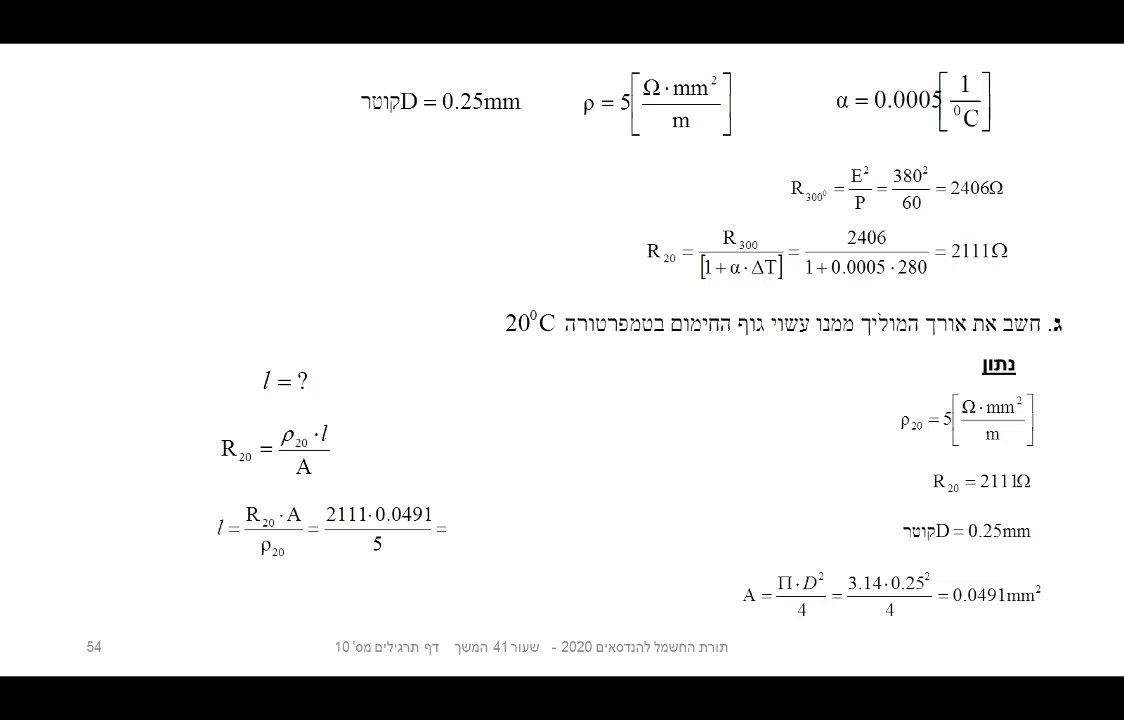 α = 0.0005[1/⁰C]   ρ = 5[Ω·mm²/m]   קוטר D = 0.25mm
R₃₀₀⁰ = E²/P = 380²/60 = 2406Ω
R₂₀ = R₃₀₀/[1+α·ΔT] = 2406/(1+0.0005·280) = 2111Ω
ג. חשב את אורך המוליך ממנו עשוי גוף החימום בטמפרטורה 20⁰C
נתון
l = ?
ρ₂₀ = 5[Ω·mm²/m]
R₂₀ = ρ₂₀·l/A
R₂₀ = 2111Ω
l = R₂₀·A/ρ₂₀ = 2111·0.0491/5 =
קוטר D = 0.25mm
A = Π·D²/4 = 3.14·0.25²/4 = 0.0491mm²
תורת החשמל להנדסאים 2020 - שעור 41 המשך דף תרגילים מס' 10
54